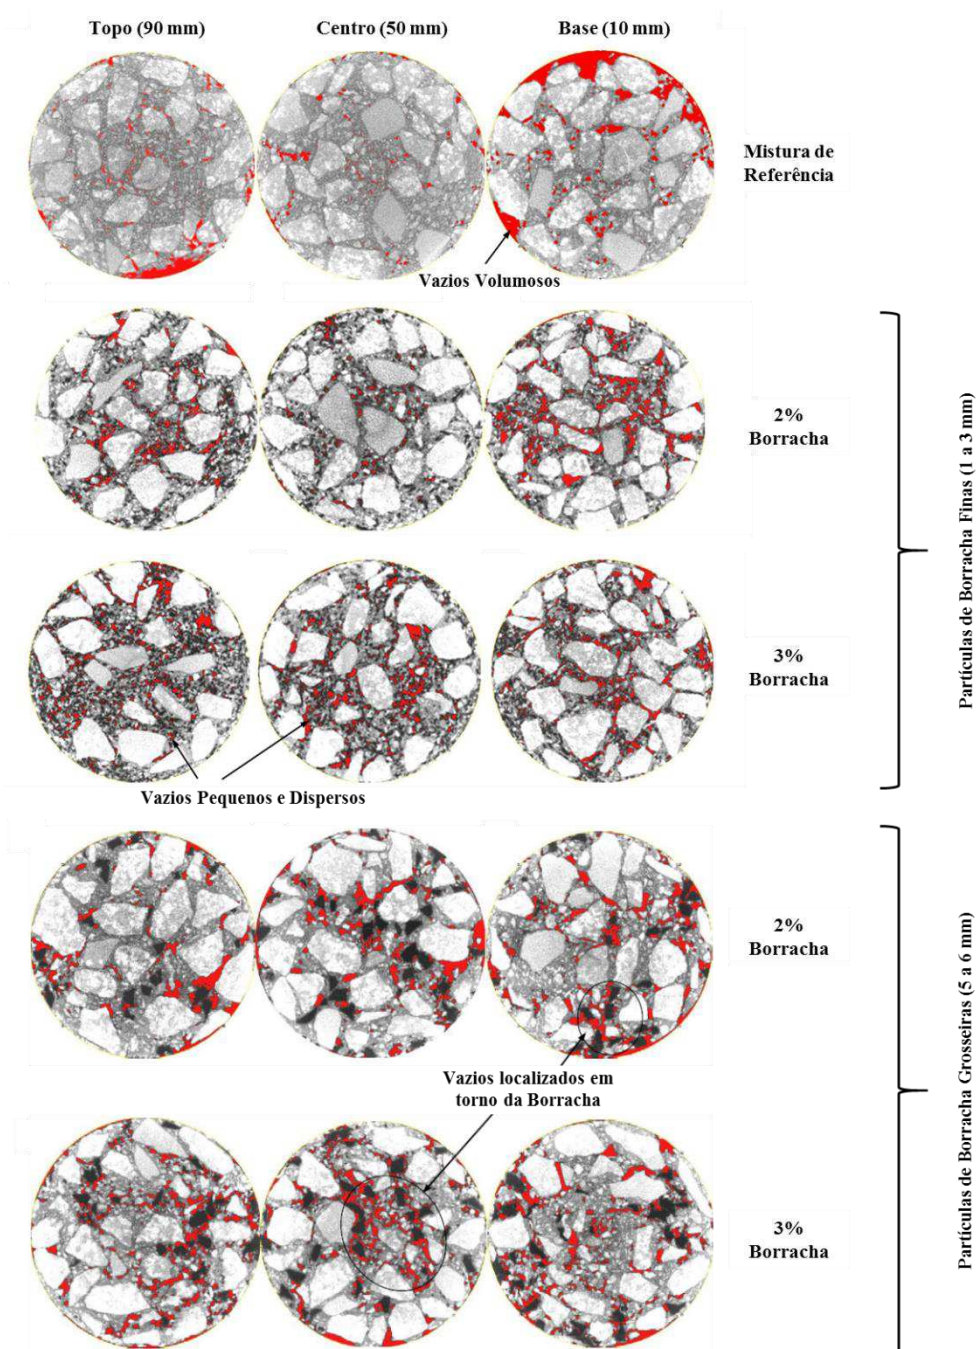 Topo (90 mm)
Centro (50 mm)
Base (10 mm)
Mistura de
Referência
Vazios Volumosos
2%
Borracha
3%
Borracha
Vazios Pequenos e Dispersos
Partículas de Borracha Finas (1 a 3 mm)
2%
Borracha
Vazios localizados em
torno da Borracha
3%
Borracha
Partículas de Borracha Grosseiras (5 a 6 mm)